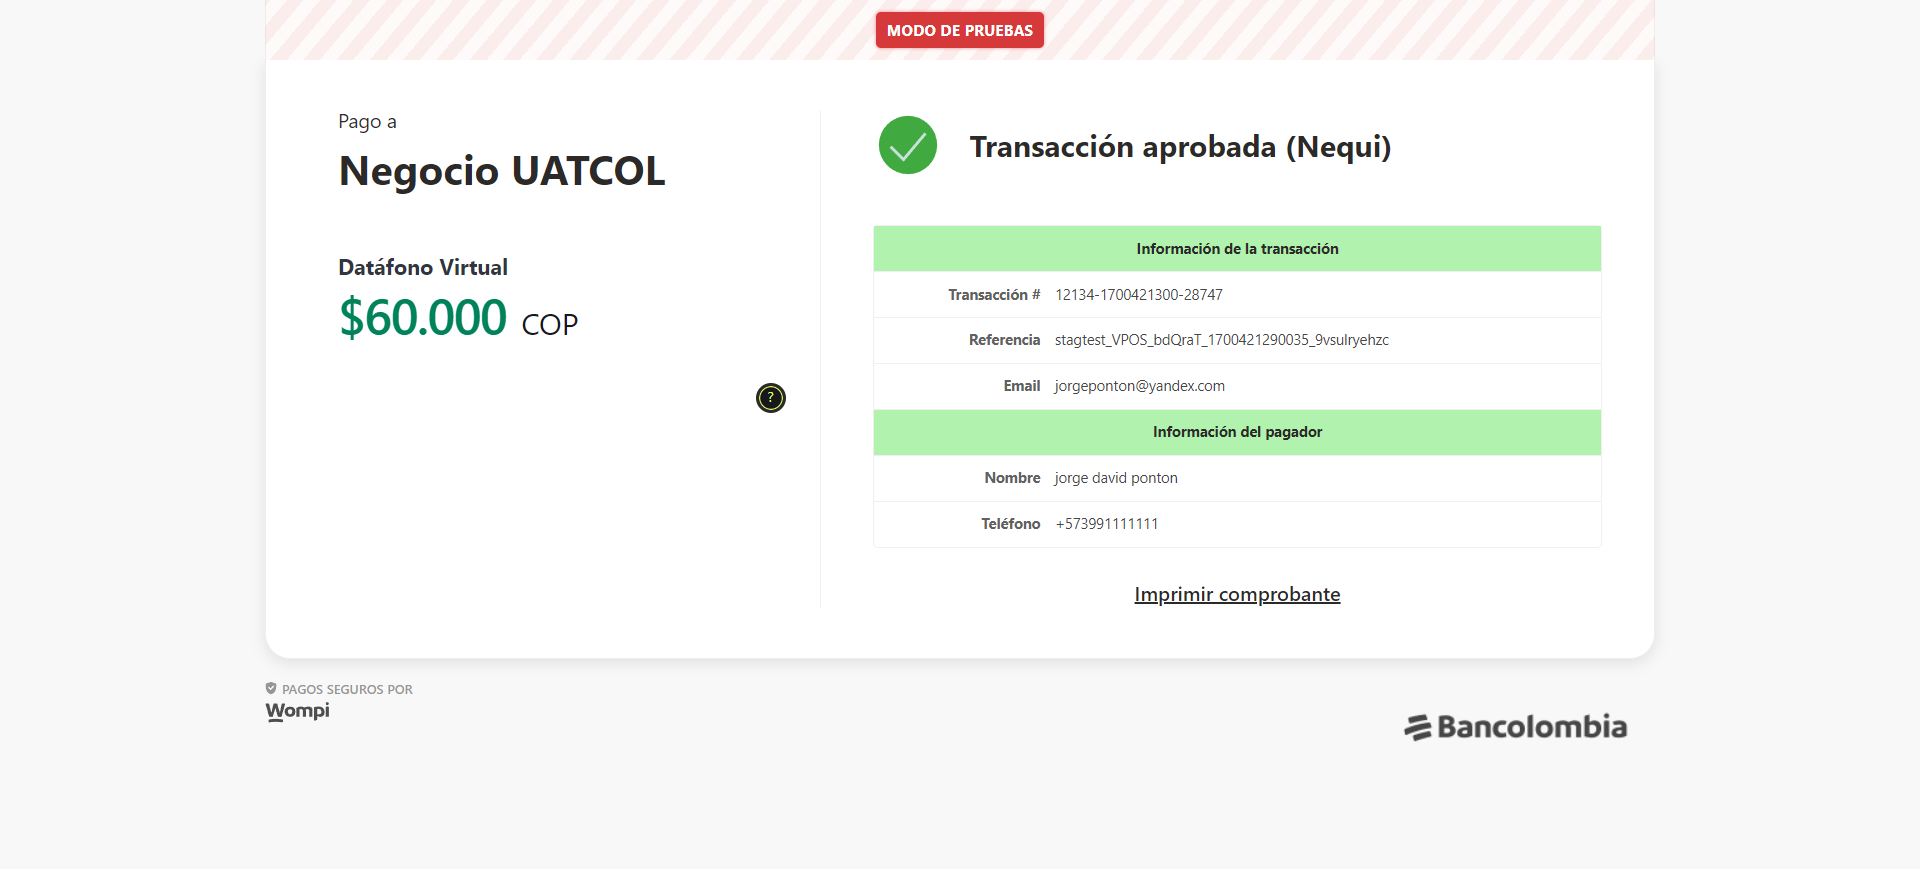 MODO DE PRUEBAS
Pago a
Negocio UATCOL
Datáfono Virtual
$60.000 COP
?
Transacción aprobada (Nequi)
Información de la transacción
Transacción # 12134-1700421300-28747
Referencia stagtest_VPOS_bdQraT_1700421290035_9vsulryehzc
Email jorgeponton@yandex.com
Información del pagador
Nombre jorge david ponton
Teléfono +573991111111
Imprimir comprobante
PAGOS SEGUROS POR
Wompi
Bancolombia